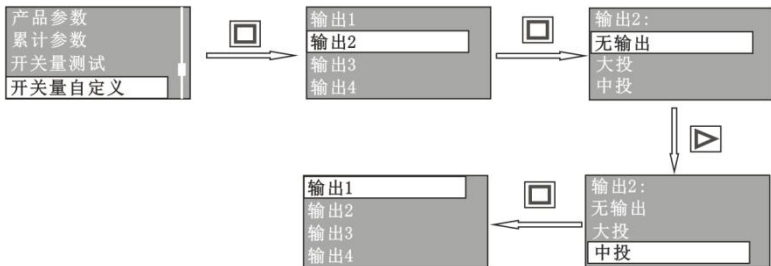 产品参数
累计参数
开关量测试
开关量自定义
输出1
输出2
输出3
输出4
输出2:
无输出
大投
中投
输出1
输出2
输出3
输出4
输出2:
无输出
大投
中投